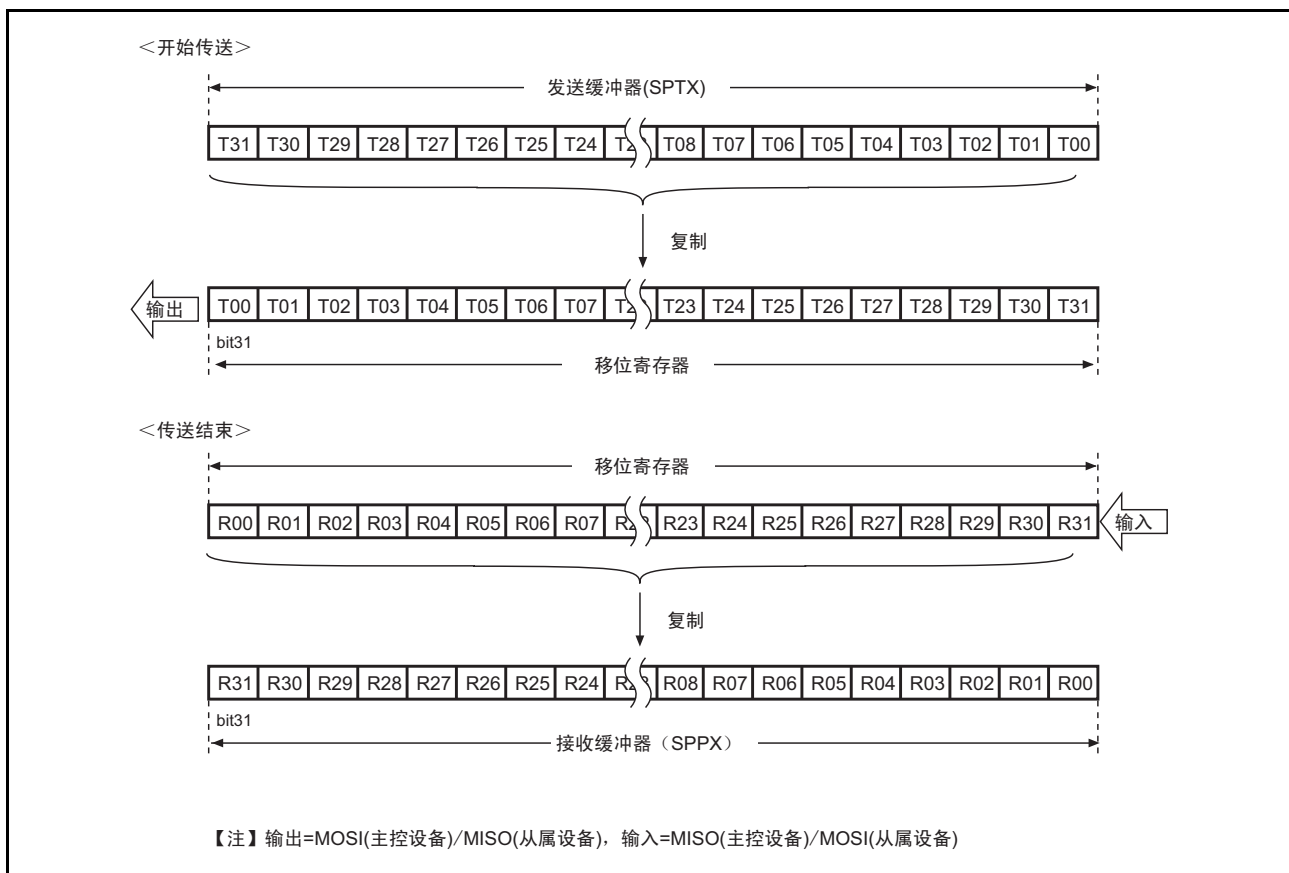 ＜开始传送＞
发送缓冲器(SPTX)
T31 T30 T29 T28 T27 T26 T25 T24 T08 T07 T06 T05 T04 T03 T02 T01 T00
复制
输出 T00 T01 T02 T03 T04 T05 T06 T07 T23 T24 T25 T26 T27 T28 T29 T30 T31
bit31
移位寄存器
＜传送结束＞
移位寄存器
R00 R01 R02 R03 R04 R05 R06 R07 R23 R24 R25 R26 R27 R28 R29 R30 R31 输入
复制
R31 R30 R29 R28 R27 R26 R25 R24 R08 R07 R06 R05 R04 R03 R02 R01 R00
bit31
接收缓冲器（SPPX）
【注】输出=MOSI(主控设备)/MISO(从属设备)，输入=MISO(主控设备)/MOSI(从属设备)